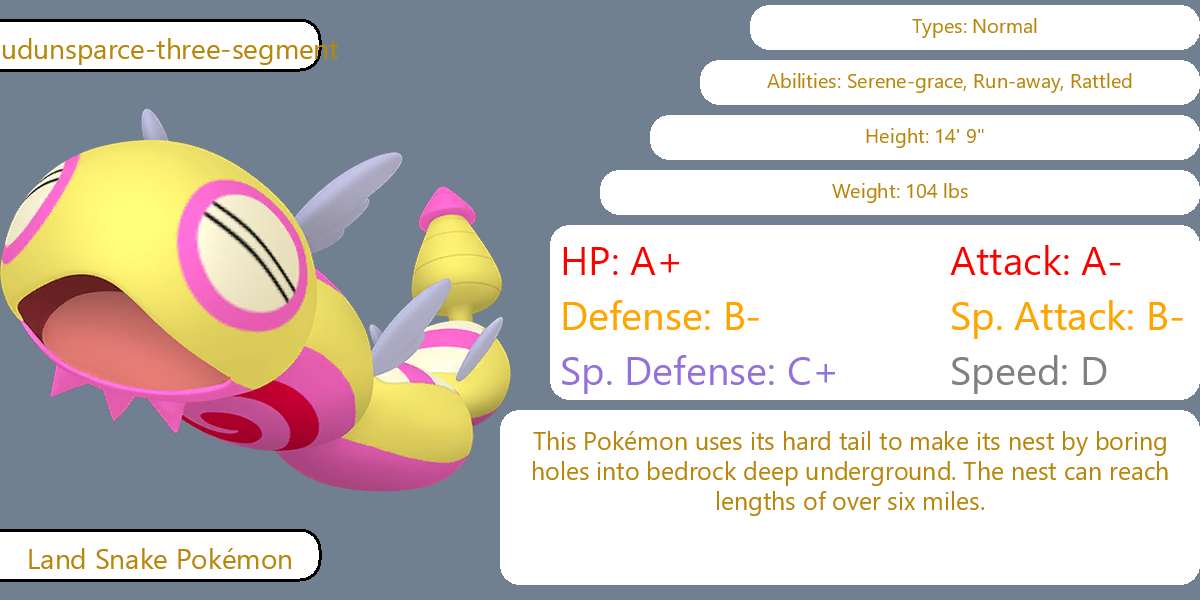 udunsparce-three-segment
Types: Normal
Abilities: Serene-grace, Run-away, Rattled
Height: 14' 9"
Weight: 104 lbs
HP: A+
Attack: A-
Defense: B-
Sp. Attack: B-
Sp. Defense: C+
Speed: D
This Pokémon uses its hard tail to make its nest by boring
holes into bedrock deep underground. The nest can reach
lengths of over six miles.
Land Snake Pokémon